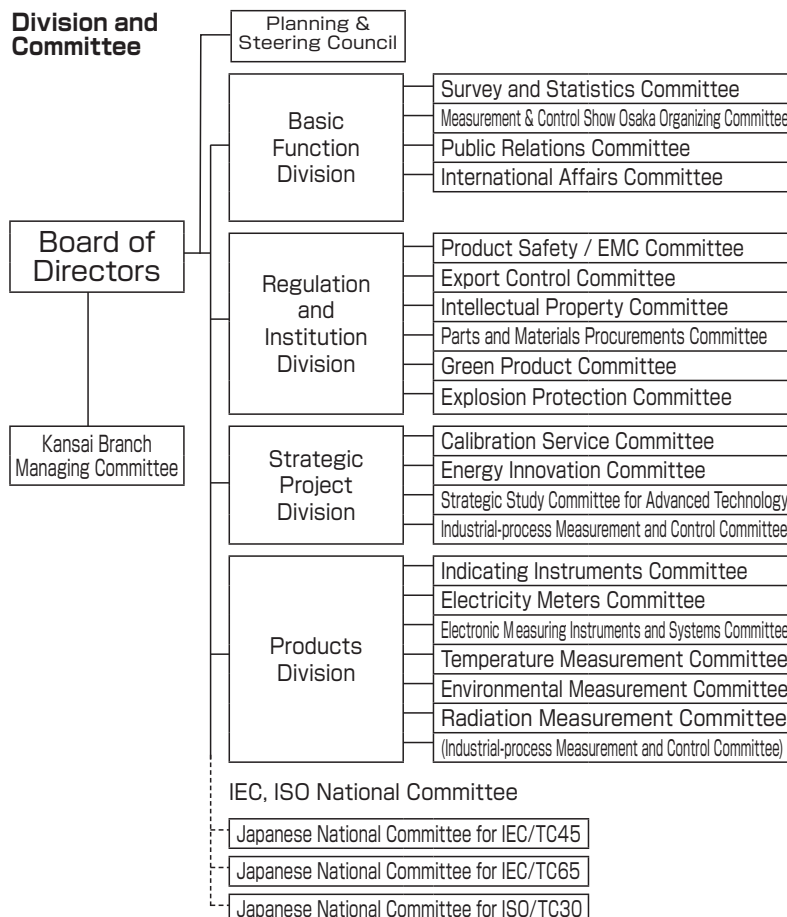 Division and
Committee
Planning &
Steering Council
Basic
Function
Division
Survey and Statistics Committee
Measurement & Control Show Osaka Organizing Committee
Public Relations Committee
International Affairs Committee
Board of
Directors
Regulation
and
Institution
Division
Product Safety / EMC Committee
Export Control Committee
Intellectual Property Committee
Parts and Materials Procurements Committee
Green Product Committee
Explosion Protection Committee
Kansai Branch
Managing Committee
Strategic
Project
Division
Calibration Service Committee
Energy Innovation Committee
Strategic Study Committee for Advanced Technology
Industrial-process Measurement and Control Committee
Products
Division
Indicating Instruments Committee
Electricity Meters Committee
Electronic Measuring Instruments and Systems Committee
Temperature Measurement Committee
Environmental Measurement Committee
Radiation Measurement Committee
(Industrial-process Measurement and Control Committee)
IEC, ISO National Committee
Japanese National Committee for IEC/TC45
Japanese National Committee for IEC/TC65
Japanese National Committee for ISO/TC30